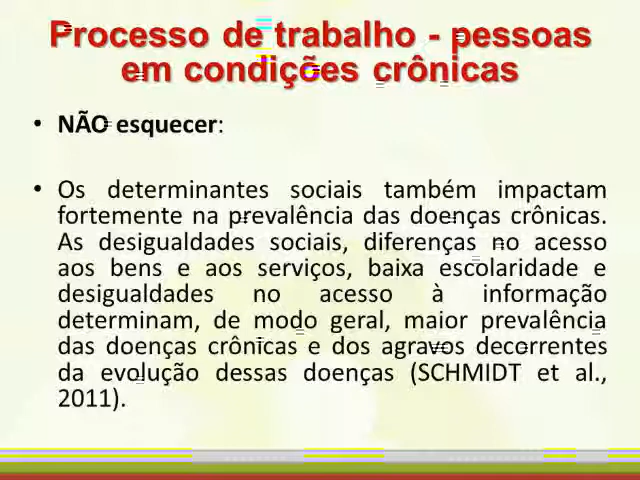 Processo de trabalho - pessoas
em condições crônicas
• NÃO esquecer:
• Os determinantes sociais também impactam
fortemente na prevalência das doenças crônicas.
As desigualdades sociais, diferenças no acesso
aos bens e aos serviços, baixa escolaridade e
desigualdades no acesso à informação
determinam, de modo geral, maior prevalência
das doenças crônicas e dos agravos decorrentes
da evolução dessas doenças (SCHMIDT et al.,
2011).